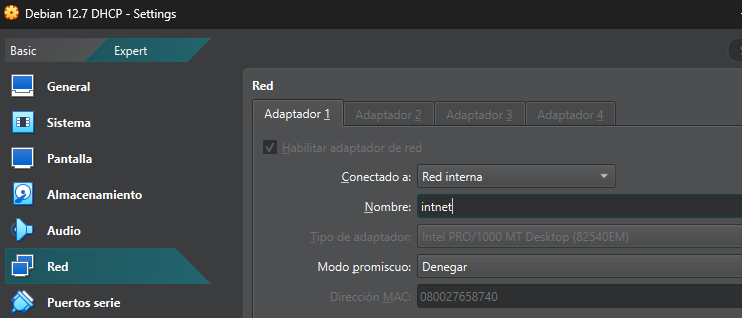 Debian 12.7 DHCP - Settings
Basic Expert
General
Sistema
Pantalla
Almacenamiento
Audio
Red
Puertos serie
Red
Adaptador 1 Adaptador 2 Adaptador 3 Adaptador 4
Habilitar adaptador de red
Conectado a: Red interna
Nombre: intnet
Tipo de adaptador: Intel PRO/1000 MT Desktop (82540EM)
Modo promiscuo: Denegar
Dirección MAC: 080027658740